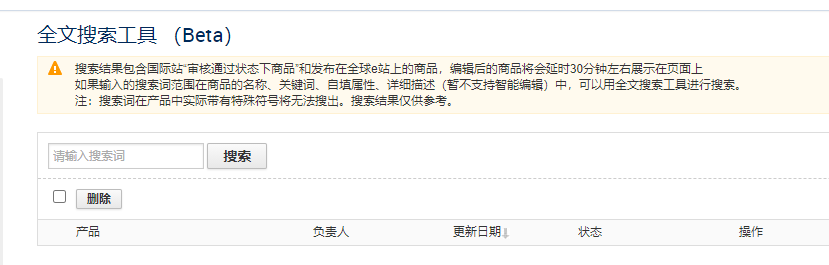 全文搜索工具 （Beta）
搜索结果包含国际站“审核通过状态下商品”和发布在全球e站上的商品，编辑后的商品将会延时30分钟左右展示在页面上
如果输入的搜索词范围在商品的名称、关键词、自填属性、详细描述（暂不支持智能编辑）中，可以用全文搜索工具进行搜索。
注：搜索词在产品中实际带有特殊符号将无法搜出。搜索结果仅供参考。
请输入搜索词 搜索
删除
产品 负责人 更新日期 状态 操作